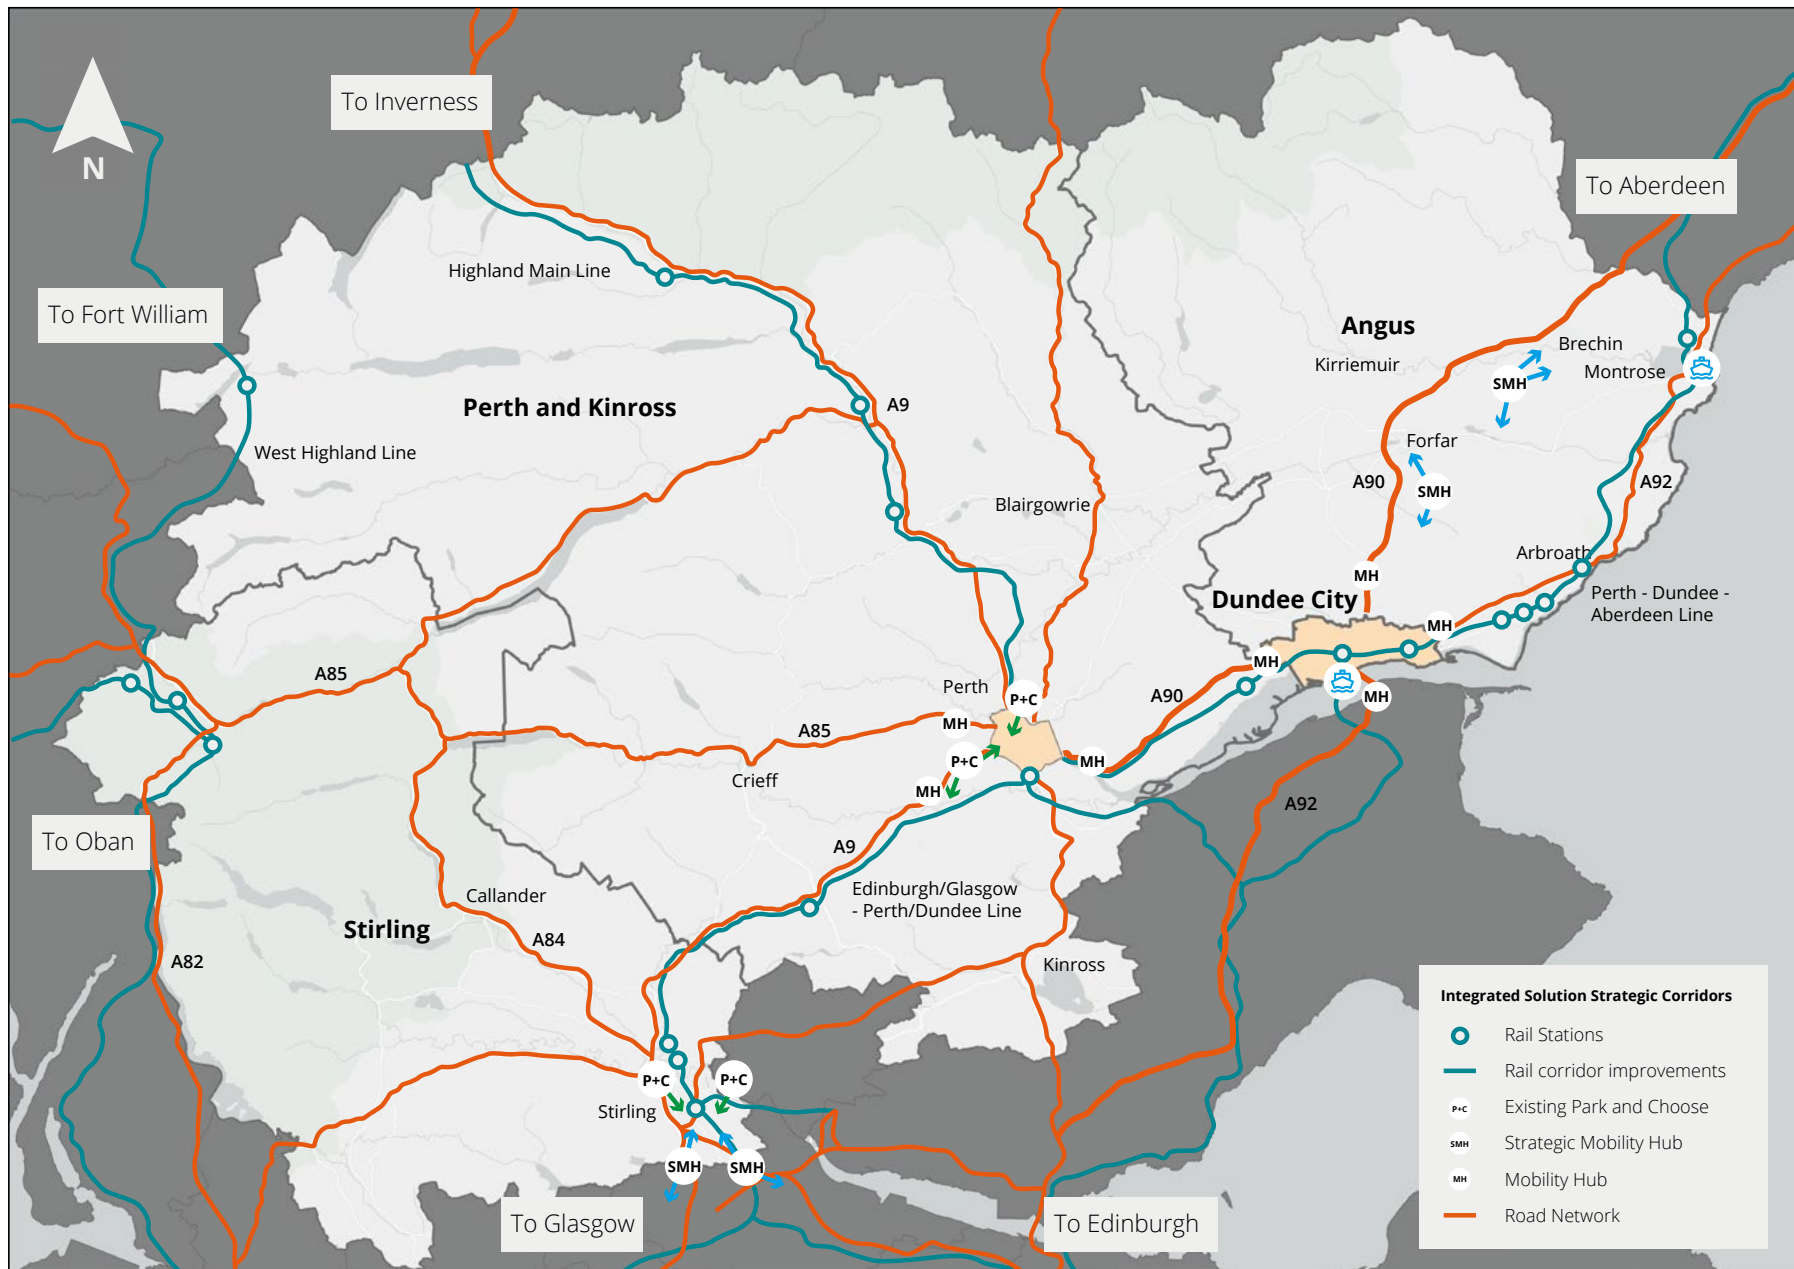 To Inverness
N
To Aberdeen
Highland Main Line
To Fort William
Angus
Kirriemuir
Brechin
Montrose
SMH
Perth and Kinross
A9
West Highland Line
Forfar
A90
SMH
A92
Blairgowrie
Arbroath
MH
Dundee City
Perth - Dundee -
Aberdeen Line
MH
MH
A85
Perth
P+C
A90
MH
MH
A85
P+C
MH
Crieff
MH
A92
To Oban
A9
Callander
Edinburgh/Glasgow
- Perth/Dundee Line
Stirling
A84
A82
Kinross
P+C
P+C
Stirling
SMH
SMH
To Glasgow
To Edinburgh
Integrated Solution Strategic Corridors
Rail Stations
Rail corridor improvements
P+C Existing Park and Choose
SMH Strategic Mobility Hub
MH Mobility Hub
Road Network